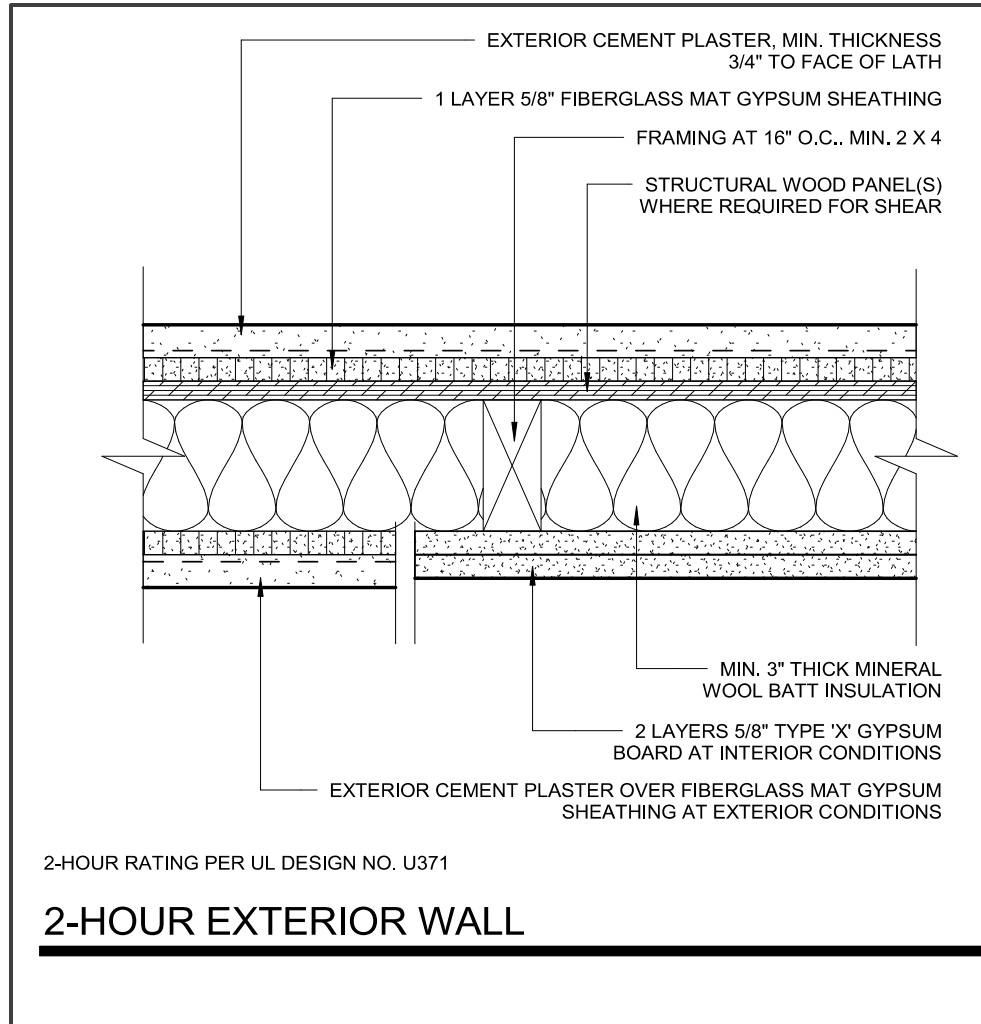 EXTERIOR CEMENT PLASTER, MIN. THICKNESS
3/4" TO FACE OF LATH
1 LAYER 5/8" FIBERGLASS MAT GYPSUM SHEATHING
FRAMING AT 16" O.C.. MIN. 2 X 4
STRUCTURAL WOOD PANEL(S)
WHERE REQUIRED FOR SHEAR
MIN. 3" THICK MINERAL
WOOL BATT INSULATION
2 LAYERS 5/8" TYPE 'X' GYPSUM
BOARD AT INTERIOR CONDITIONS
EXTERIOR CEMENT PLASTER OVER FIBERGLASS MAT GYPSUM
SHEATHING AT EXTERIOR CONDITIONS
2-HOUR RATING PER UL DESIGN NO. U371
2-HOUR EXTERIOR WALL